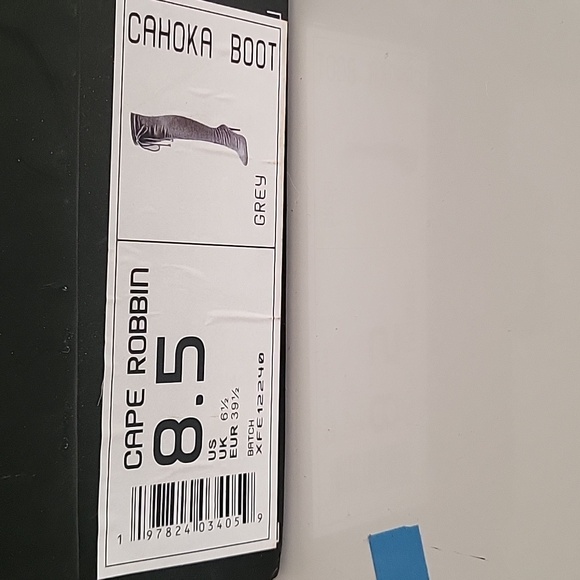 CAHOKA BOOT
GREY
CAPE ROBBIN
8.5
US
UK 6½
EUR 39½
BATCH
XFE12240
1 97824 03405 9